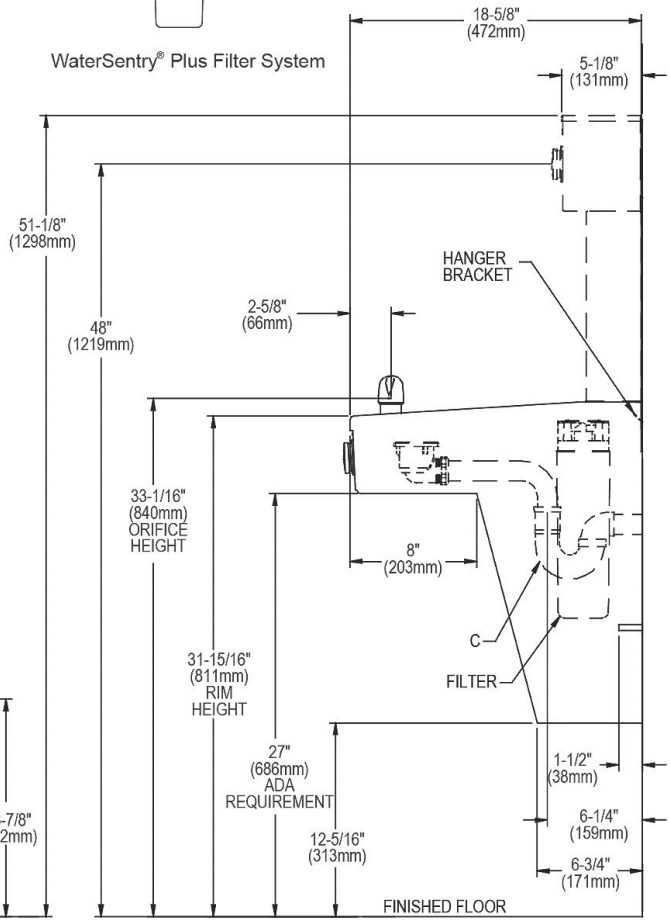 WaterSentry® Plus Filter System
18-5/8"
(472mm)
5-1/8"
(131mm)
51-1/8"
(1298mm)
HANGER
BRACKET
2-5/8"
(66mm)
48"
(1219mm)
33-1/16"
(840mm)
ORIFICE
HEIGHT
8"
(203mm)
C
31-15/16"
(811mm)
RIM
HEIGHT
FILTER
27"
(686mm)
ADA
REQUIREMENT
1-1/2"
(38mm)
-7/8"
2mm)
12-5/16"
(313mm)
6-1/4"
(159mm)
6-3/4"
(171mm)
FINISHED FLOOR